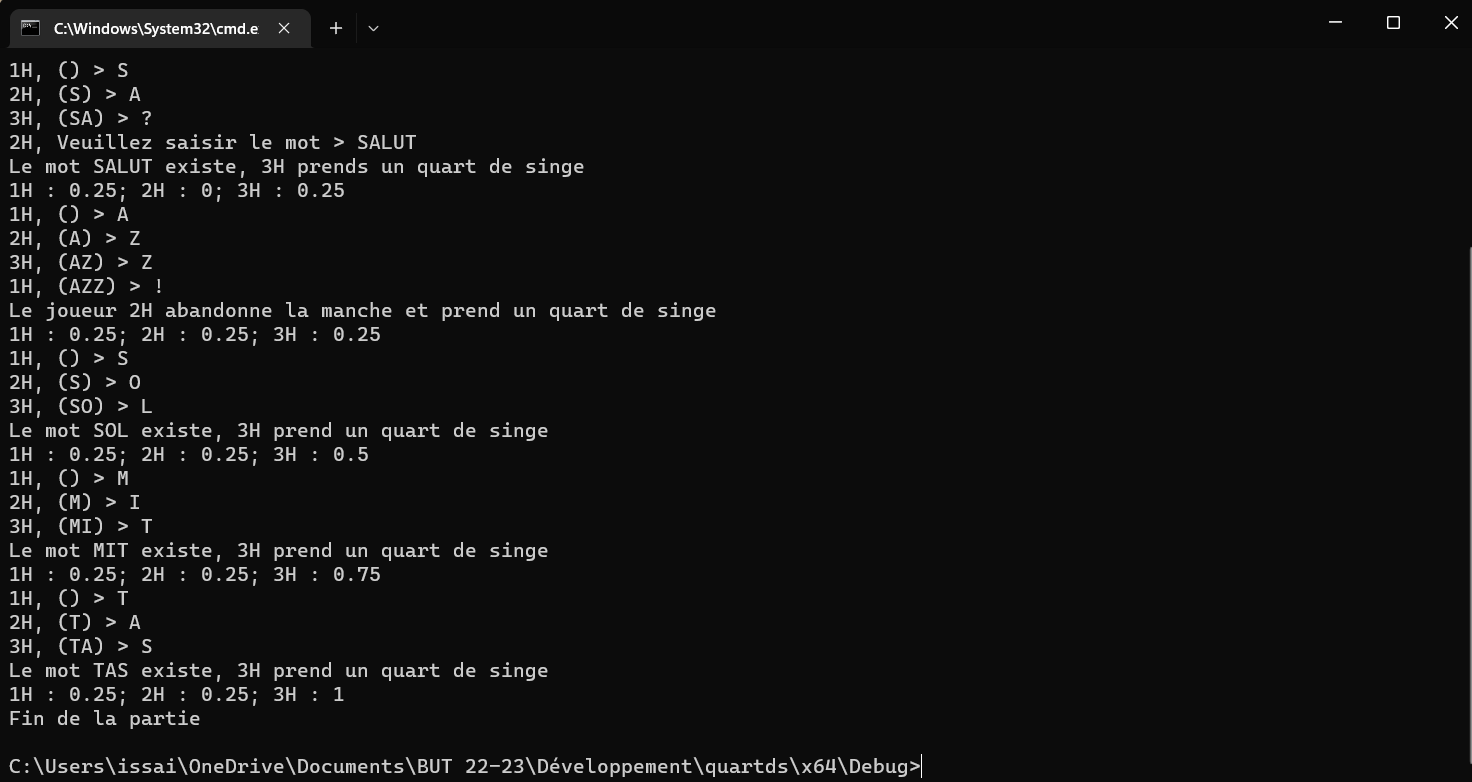 C:\Windows\System32\cmd.e
1H, () > S
2H, (S) > A
3H, (SA) > ?
2H, Veuillez saisir le mot > SALUT
Le mot SALUT existe, 3H prends un quart de singe
1H : 0.25; 2H : 0; 3H : 0.25
1H, () > A
2H, (A) > Z
3H, (AZ) > Z
1H, (AZZ) > !
Le joueur 2H abandonne la manche et prend un quart de singe
1H : 0.25; 2H : 0.25; 3H : 0.25
1H, () > S
2H, (S) > O
3H, (SO) > L
Le mot SOL existe, 3H prend un quart de singe
1H : 0.25; 2H : 0.25; 3H : 0.5
1H, () > M
2H, (M) > I
3H, (MI) > T
Le mot MIT existe, 3H prend un quart de singe
1H : 0.25; 2H : 0.25; 3H : 0.75
1H, () > T
2H, (T) > A
3H, (TA) > S
Le mot TAS existe, 3H prend un quart de singe
1H : 0.25; 2H : 0.25; 3H : 1
Fin de la partie
C:\Users\issai\OneDrive\Documents\BUT 22-23\Développement\quartds\x64\Debug>